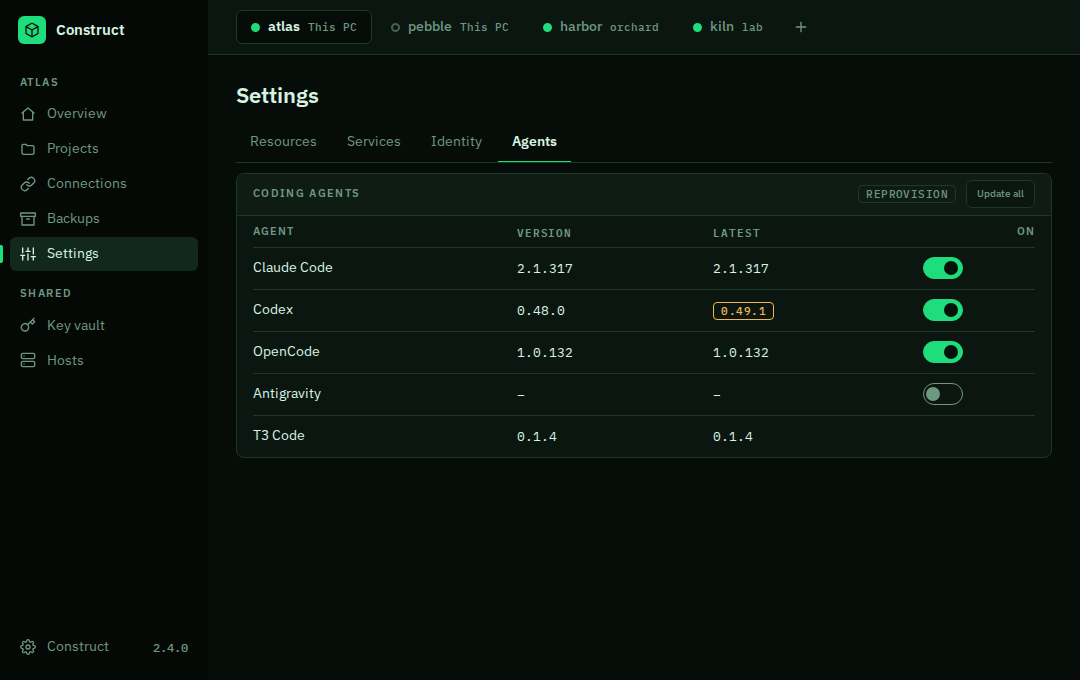 Construct
atlas This PC
pebble This PC
harbor orchard
kiln lab
ATLAS
Overview
Projects
Connections
Backups
Settings
SHARED
Key vault
Hosts
Construct 2.4.0
Settings
Resources Services Identity Agents
CODING AGENTS REPROVISION Update all
AGENT VERSION LATEST ON
Claude Code 2.1.317 2.1.317
Codex 0.48.0 0.49.1
OpenCode 1.0.132 1.0.132
Antigravity – –
T3 Code 0.1.4 0.1.4